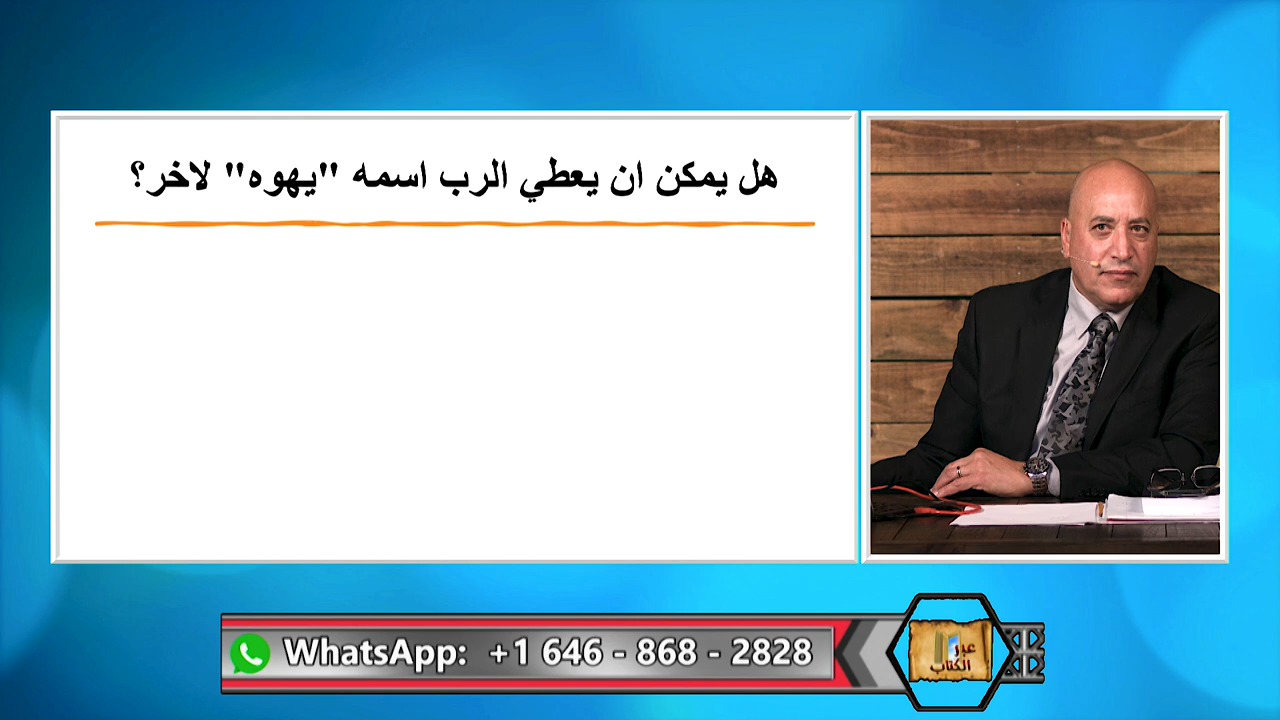 هل يمكن ان يعطي الرب اسمه "يهوه" لاخر؟
WhatsApp: +1 646 - 868 - 2828
عبر
الكتاب